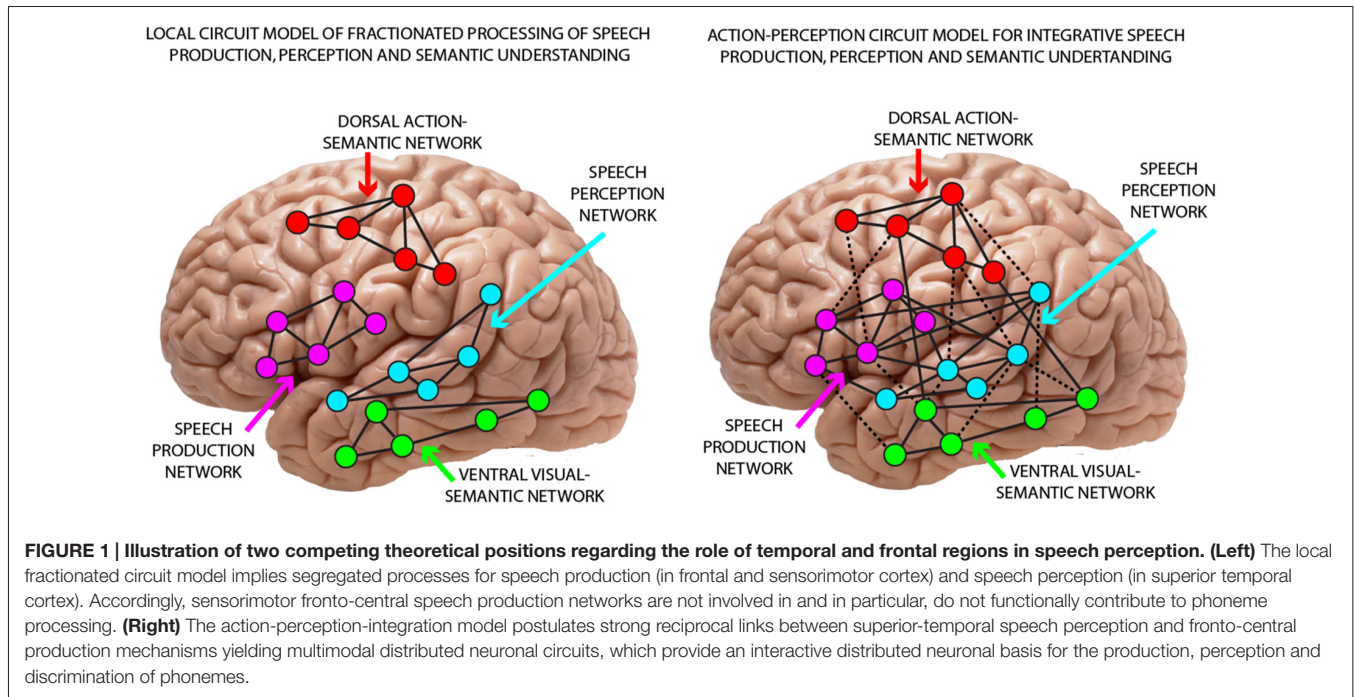 LOCAL CIRCUIT MODEL OF FRACTIONATED PROCESSING OF SPEECH
PRODUCTION, PERCEPTION AND SEMANTIC UNDERSTANDING
DORSAL ACTION-
SEMANTIC NETWORK
SPEECH
PERCEPTION
NETWORK
SPEECH
PRODUCTION
NETWORK
VENTRAL VISUAL-
SEMANTIC NETWORK
ACTION-PERCEPTION CIRCUIT MODEL FOR INTEGRATIVE SPEECH
PRODUCTION, PERCEPTION AND SEMANTIC UNDERTANDING
DORSAL ACTION-
SEMANTIC NETWORK
SPEECH
PERCEPTION
NETWORK
SPEECH
PRODUCTION
NETWORK
VENTRAL VISUAL-
SEMANTIC NETWORK
FIGURE 1 | Illustration of two competing theoretical positions regarding the role of temporal and frontal regions in speech perception. (Left) The local
fractionated circuit model implies segregated processes for speech production (in frontal and sensorimotor cortex) and speech perception (in superior temporal
cortex). Accordingly, sensorimotor fronto-central speech production networks are not involved in and in particular, do not functionally contribute to phoneme
processing. (Right) The action-perception-integration model postulates strong reciprocal links between superior-temporal speech perception and fronto-central
production mechanisms yielding multimodal distributed neuronal circuits, which provide an interactive distributed neuronal basis for the production, perception and
discrimination of phonemes.